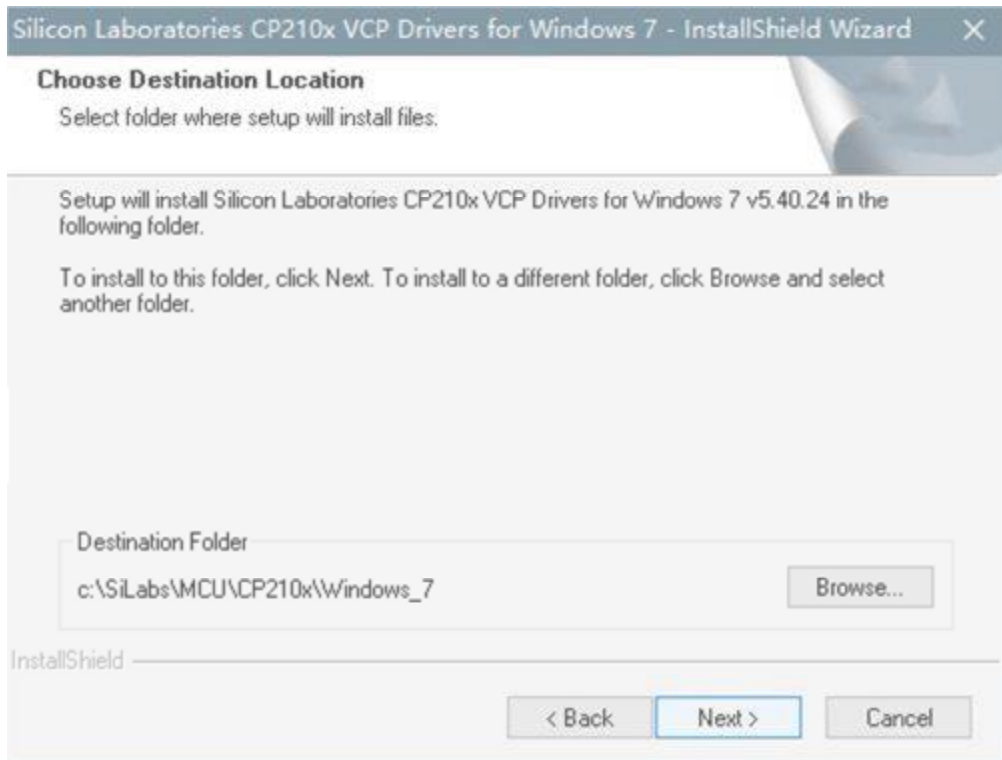 Silicon Laboratories CP210x VCP Drivers for Windows 7 - InstallShield Wizard
Choose Destination Location
Select folder where setup will install files.
Setup will install Silicon Laboratories CP210x VCP Drivers for Windows 7 v5.40.24 in the
following folder.
To install to this folder, click Next. To install to a different folder, click Browse and select
another folder.
Destination Folder
c:\SiLabs\MCU\CP210x\Windows_7
Browse...
InstallShield
< Back
Next >
Cancel